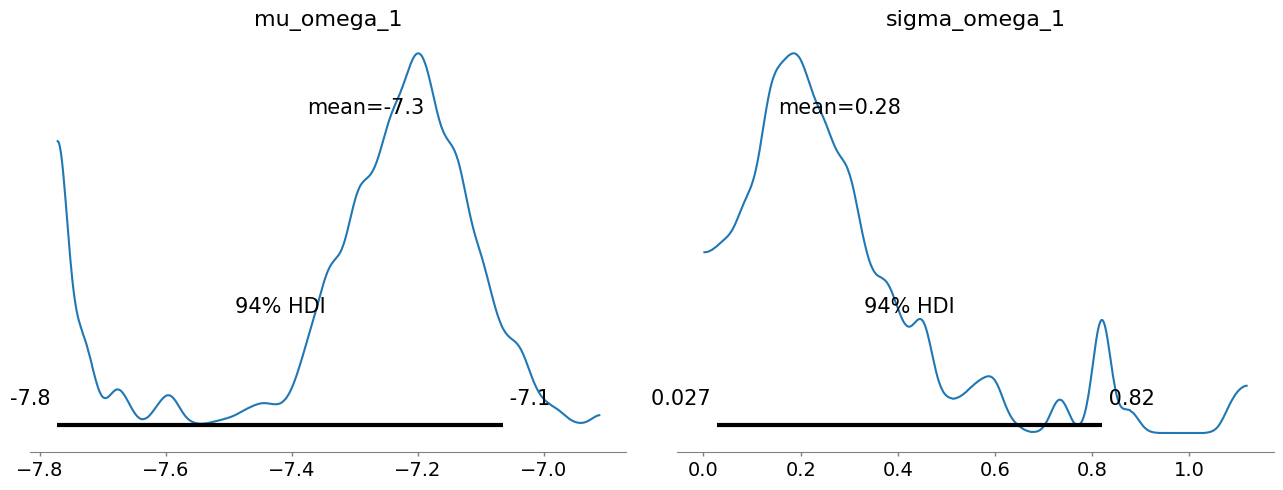 mu_omega_1
mean=-7.3
94% HDI
-7.8
-7.1
−7.8 −7.6 −7.4 −7.2 −7.0
sigma_omega_1
mean=0.28
94% HDI
0.027
0.82
0.0 0.2 0.4 0.6 0.8 1.0